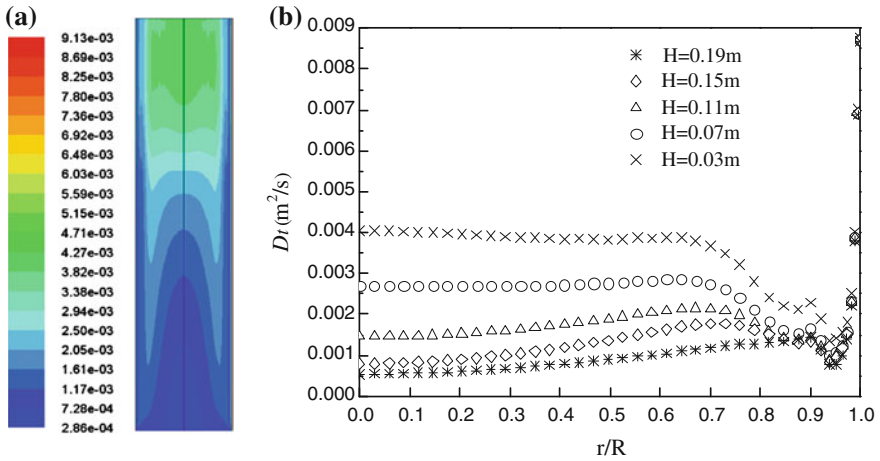 (a)
9.13e-03
8.69e-03
8.25e-03
7.80e-03
7.36e-03
6.92e-03
6.48e-03
6.03e-03
5.59e-03
5.15e-03
4.71e-03
4.27e-03
3.82e-03
3.38e-03
2.94e-03
2.50e-03
2.05e-03
1.61e-03
1.17e-03
7.28e-04
2.86e-04
(b)
0.009
0.008
0.007
0.006
0.005
0.004
0.003
0.002
0.001
0.000
Dt (m²/s)
H=0.19m
H=0.15m
H=0.11m
H=0.07m
H=0.03m
0.0 0.1 0.2 0.3 0.4 0.5 0.6 0.7 0.8 0.9 1.0
r/R